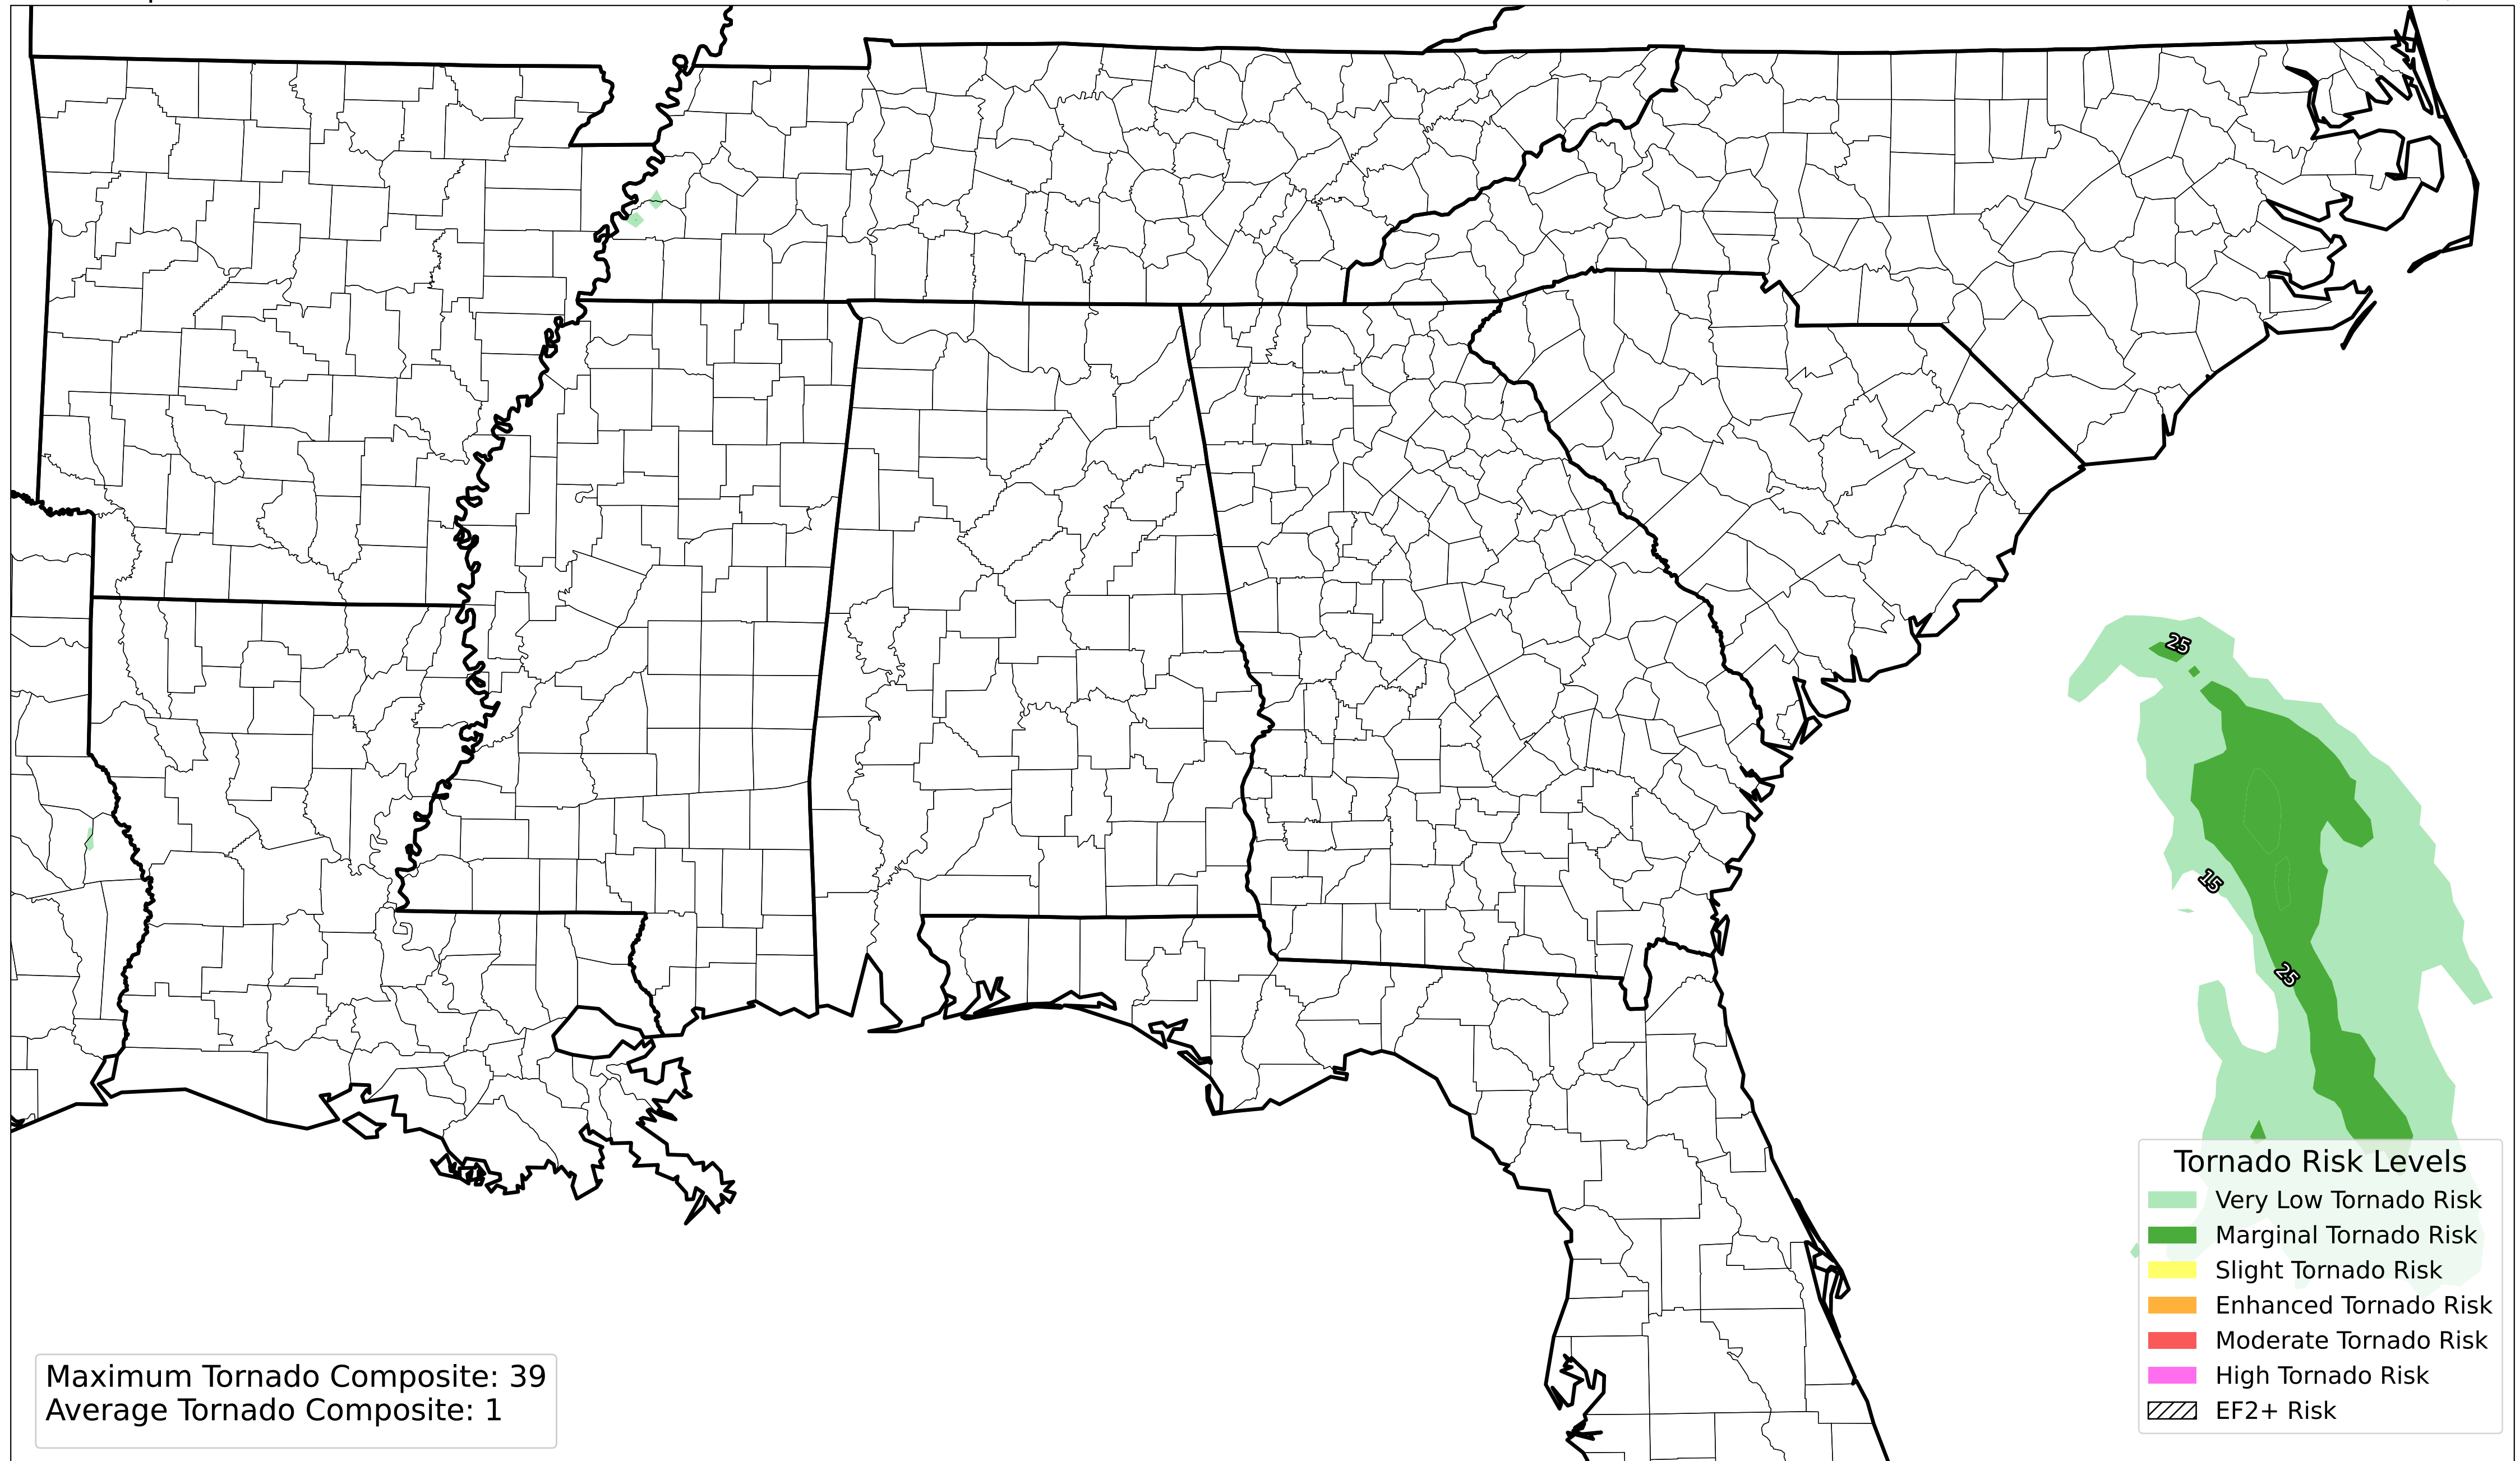 25
15
25
Tornado Risk Levels
Very Low Tornado Risk
Marginal Tornado Risk
Slight Tornado Risk
Enhanced Tornado Risk
Moderate Tornado Risk
High Tornado Risk
EF2+ Risk
Maximum Tornado Composite: 39
Average Tornado Composite: 1